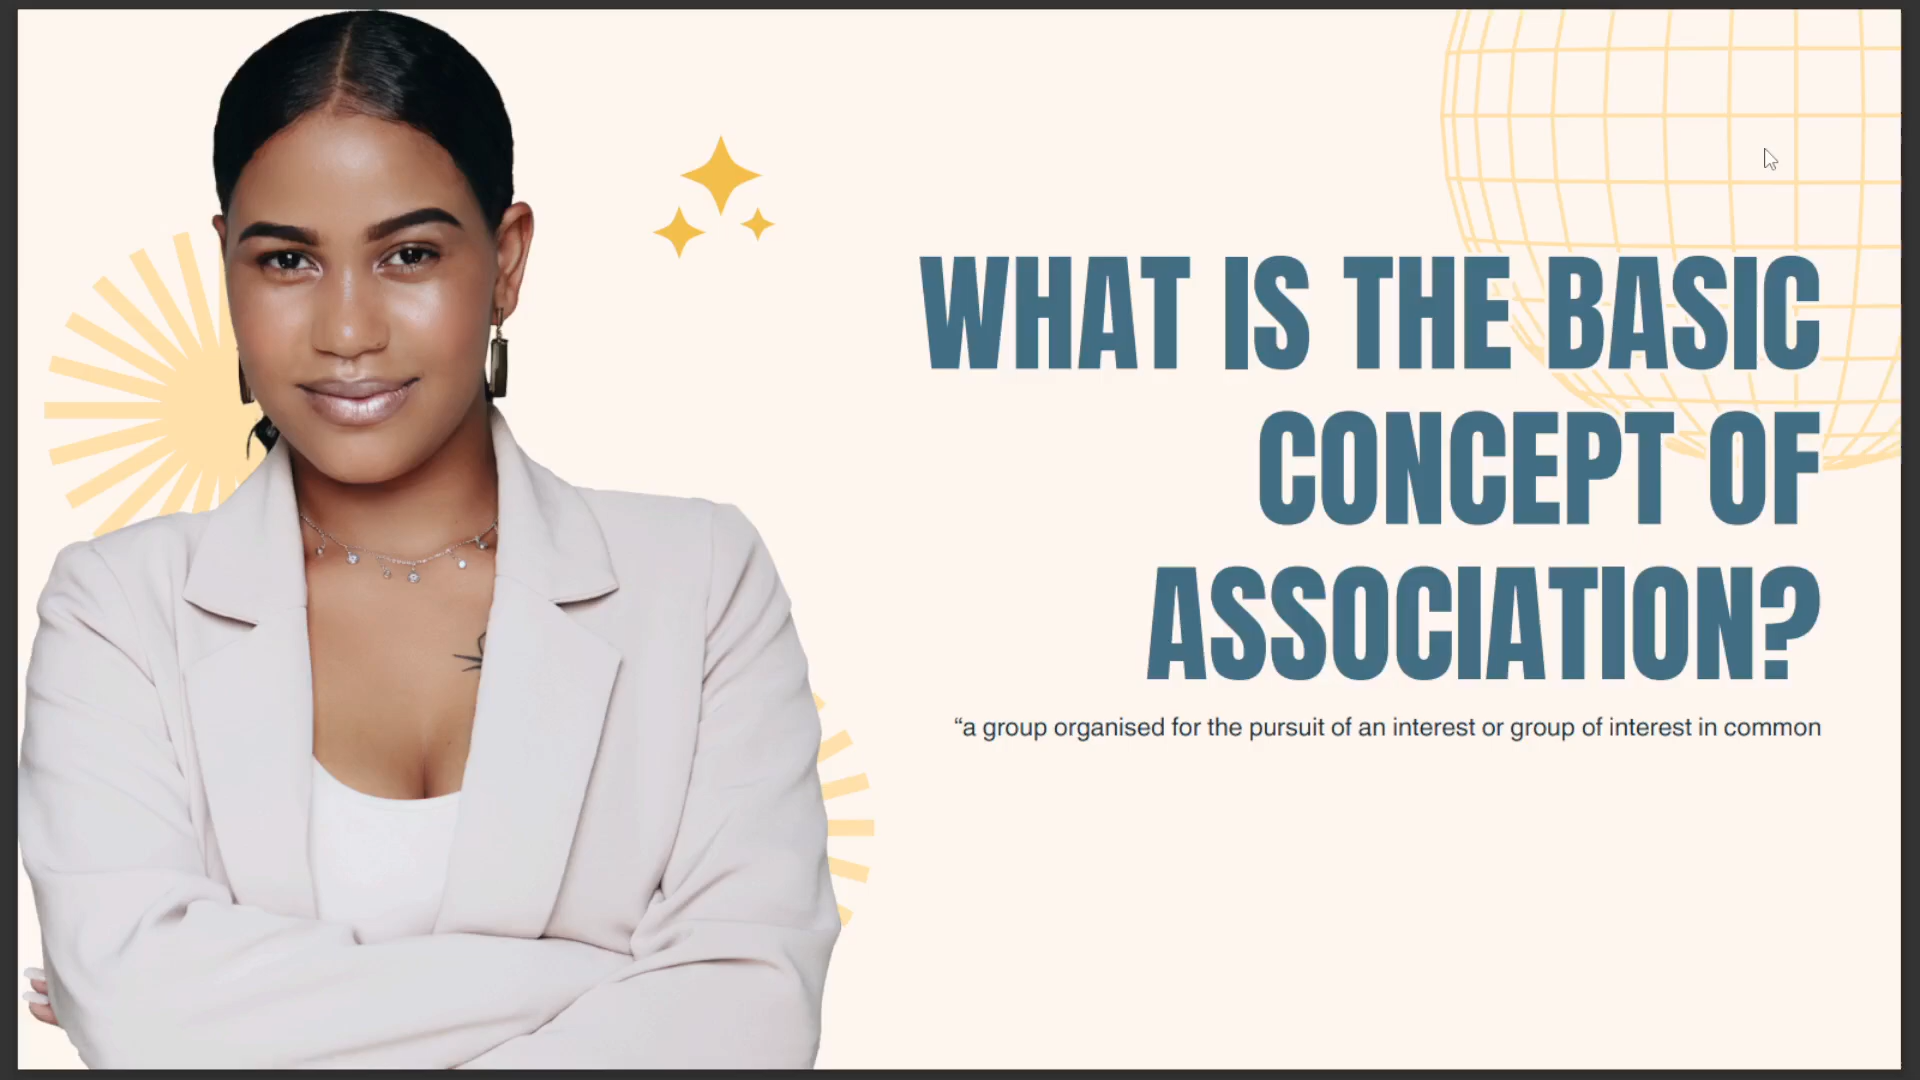 WHAT IS THE BASIC
CONCEPT OF
ASSOCIATION?
“a group organised for the pursuit of an interest or group of interest in common